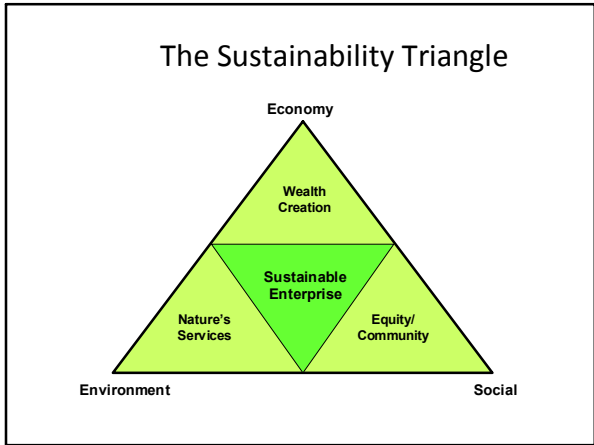 The Sustainability Triangle
Economy
Wealth
Creation
Sustainable
Enterprise
Nature's
Services
Equity/
Community
Environment
Social